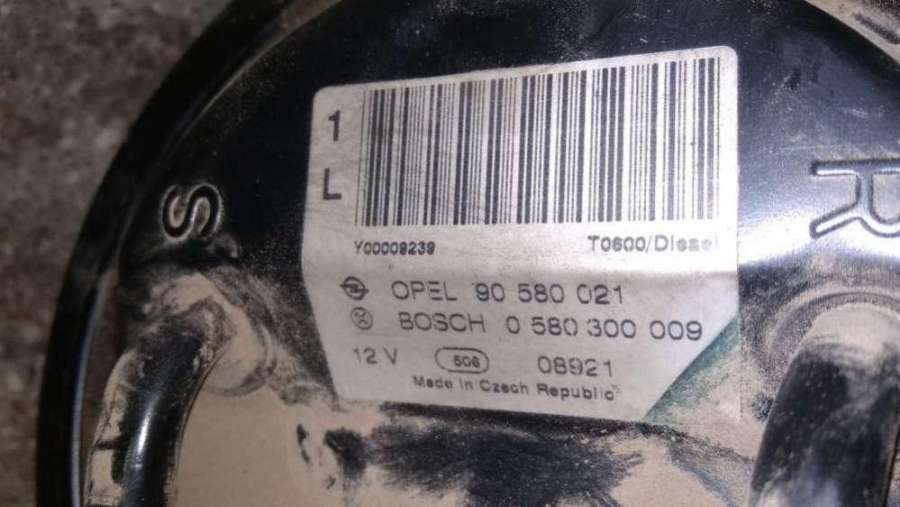 1
L
S
R
Y00009239 T0600/Diesel
OPEL 90 580 021
BOSCH 0 580 300 009
12 V 506 08921
Made in Czech Republic